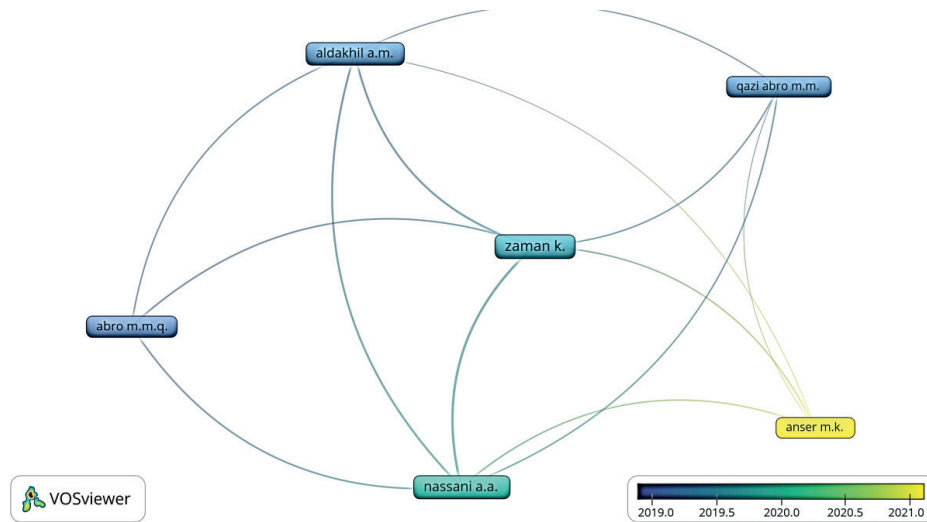 aldakhil a.m.
qazi abro m.m.
zaman k.
abro m.m.q.
anser m.k.
nassani a.a.
VOSviewer
2019.0 2019.5 2020.0 2020.5 2021.0